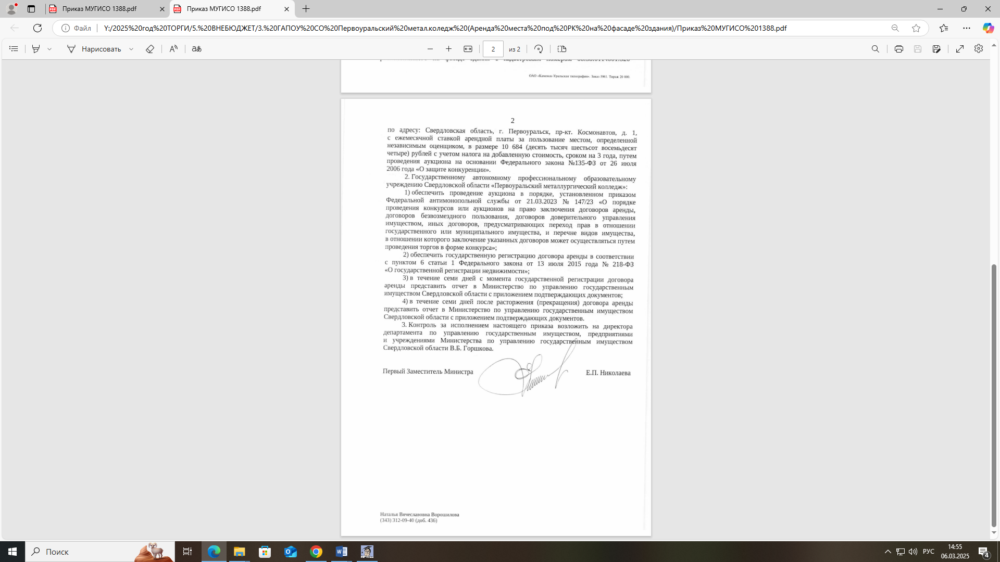 Приказ МУГИСО 1388.pdf
Приказ МУГИСО 1388.pdf
Файл
Y:/2025%20год%20ТОРГИ/5.%20ВНЕБЮДЖЕТ/3.%20ГАПОУ%20СО%20Первоуральский%20метал.коледж%20(Аренда%20места%20под%20РК%20на%20фасаде%20здания)/Приказ%20МУГИСО%201388.pdf
Нарисовать
2 из 2
ОАО «Каменск-Уральская типография». Заказ 5961. Тираж 20 000.
2
по адресу: Свердловская область, г. Первоуральск, пр-кт. Космонавтов, д. 1,
с ежемесячной ставкой арендной платы за пользование местом, определенной
независимым оценщиком, в размере 10 684 (десять тысяч шестьсот восемьдесят
четыре) рублей с учетом налога на добавленную стоимость, сроком на 3 года, путем
проведения аукциона на основании Федерального закона №135-ФЗ от 26 июля
2006 года «О защите конкуренции».
2. Государственному автономному профессиональному образовательному
учреждению Свердловской области «Первоуральский металлургический колледж»:
1) обеспечить проведение аукциона в порядке, установленном приказом
Федеральной антимонопольной службы от 21.03.2023 № 147/23 «О порядке
проведения конкурсов или аукционов на право заключения договоров аренды,
договоров безвозмездного пользования, договоров доверительного управления
имуществом, иных договоров, предусматривающих переход прав в отношении
государственного или муниципального имущества, и перечне видов имущества,
в отношении которого заключение указанных договоров может осуществляться путем
проведения торгов в форме конкурса»;
2) обеспечить государственную регистрацию договора аренды в соответствии
с пунктом 6 статьи 1 Федерального закона от 13 июля 2015 года № 218-ФЗ
«О государственной регистрации недвижимости»;
3) в течение семи дней с момента государственной регистрации договора
аренды представить отчет в Министерство по управлению государственным
имуществом Свердловской области с приложением подтверждающих документов;
4) в течение семи дней после расторжения (прекращения) договора аренды
представить отчет в Министерство по управлению государственным имуществом
Свердловской области с приложением подтверждающих документов.
3. Контроль за исполнением настоящего приказа возложить на директора
департамента по управлению государственным имуществом, предприятиями
и учреждениями Министерства по управлению государственным имуществом
Свердловской области В.Б. Горшкова.
Первый Заместитель Министра Е.П. Николаева
Наталья Вячеславовна Ворошилова
(343) 312-09-40 (доб. 436)
Поиск
РУС
14:55
06.03.2025
4